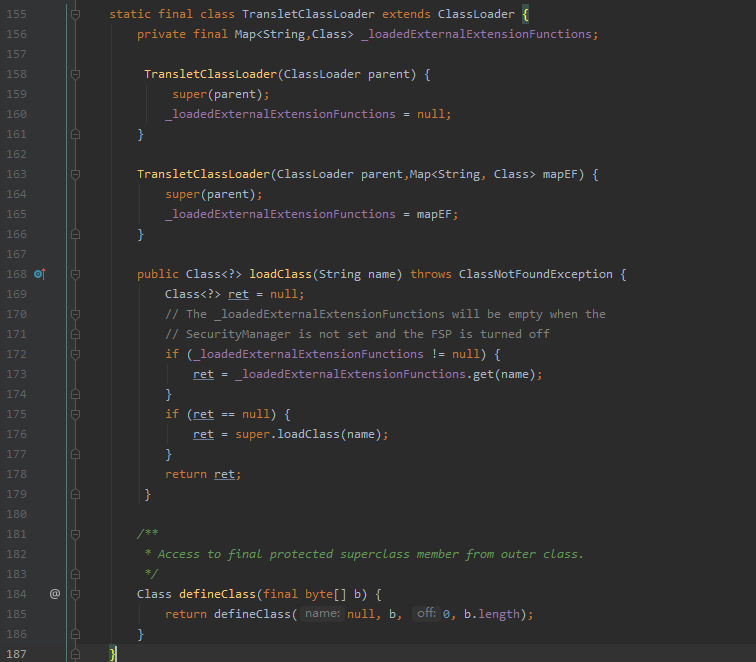 155 static final class TransletClassLoader extends ClassLoader {
156 private final Map<String,Class> _loadedExternalExtensionFunctions;
157
158 TransletClassLoader(ClassLoader parent) {
159 super(parent);
160 _loadedExternalExtensionFunctions = null;
161 }
162
163 TransletClassLoader(ClassLoader parent,Map<String, Class> mapEF) {
164 super(parent);
165 _loadedExternalExtensionFunctions = mapEF;
166 }
167
168 public Class<?> loadClass(String name) throws ClassNotFoundException {
169 Class<?> ret = null;
170 // The _loadedExternalExtensionFunctions will be empty when the
171 // SecurityManager is not set and the FSP is turned off
172 if (_loadedExternalExtensionFunctions != null) {
173 ret = _loadedExternalExtensionFunctions.get(name);
174 }
175 if (ret == null) {
176 ret = super.loadClass(name);
177 }
178 return ret;
179 }
180
181 /**
182 * Access to final protected superclass member from outer class.
183 */
184 @ Class defineClass(final byte[] b) {
185 return defineClass( name: null, b, off: 0, b.length);
186 }
187 }